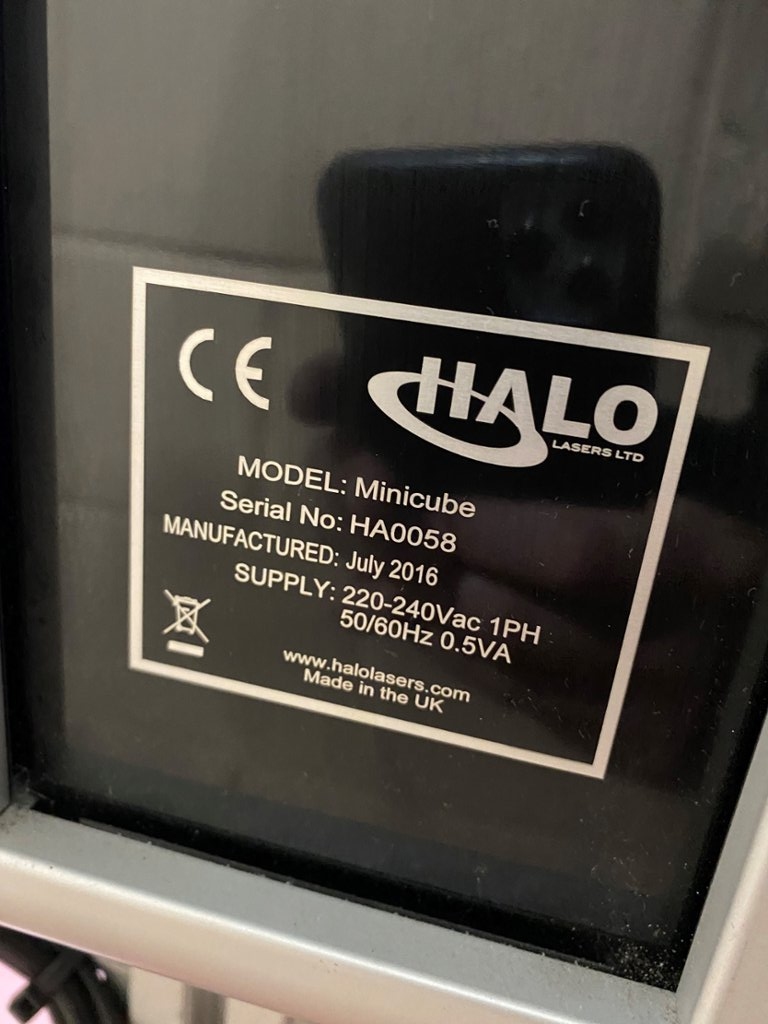 CE
HALO
LASERS LTD
MODEL: Minicube
Serial No: HA0058
MANUFACTURED: July 2016
SUPPLY: 220-240Vac 1PH
50/60Hz 0.5VA
www.halolasers.com
Made in the UK